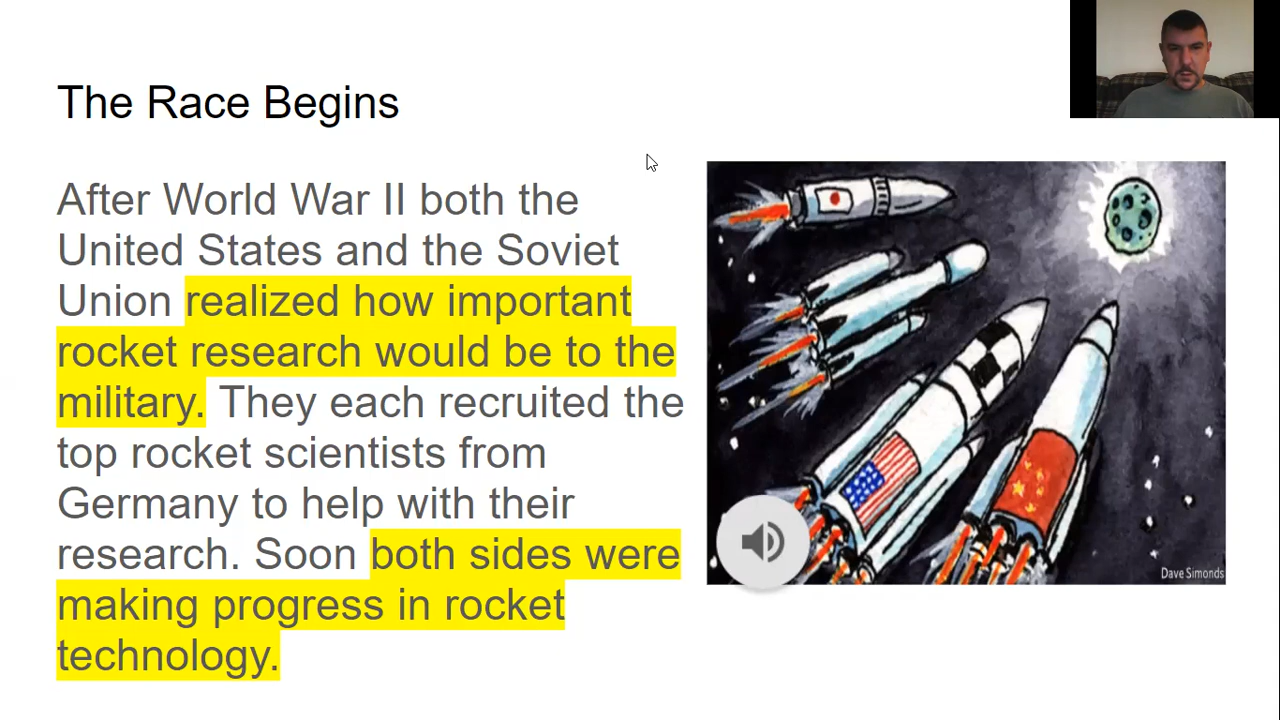 The Race Begins
After World War II both the
United States and the Soviet
Union realized how important
rocket research would be to the
military. They each recruited the
top rocket scientists from
Germany to help with their
research. Soon both sides were
making progress in rocket
technology.
Dave Simonds